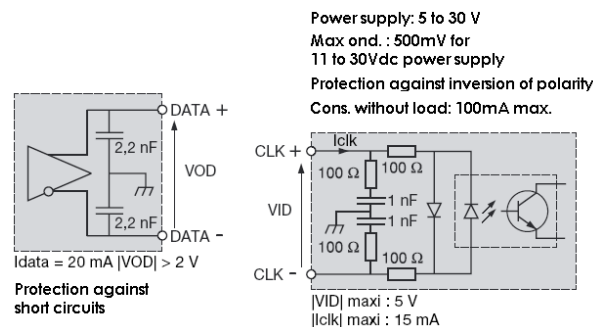 Power supply: 5 to 30 V
Max ond. : 500mV for
11 to 30Vdc power supply
Protection against inversion of polarity
Cons. without load: 100mA max.
DATA +
2,2 nF
VOD
2,2 nF
DATA -
Idata = 20 mA |VOD| > 2 V
Protection against
short circuits
CLK +
Iclk
100 Ω
100 Ω
1 nF
VID
1 nF
100 Ω
100 Ω
CLK -
|VID| maxi : 5 V
|Iclk| maxi : 15 mA